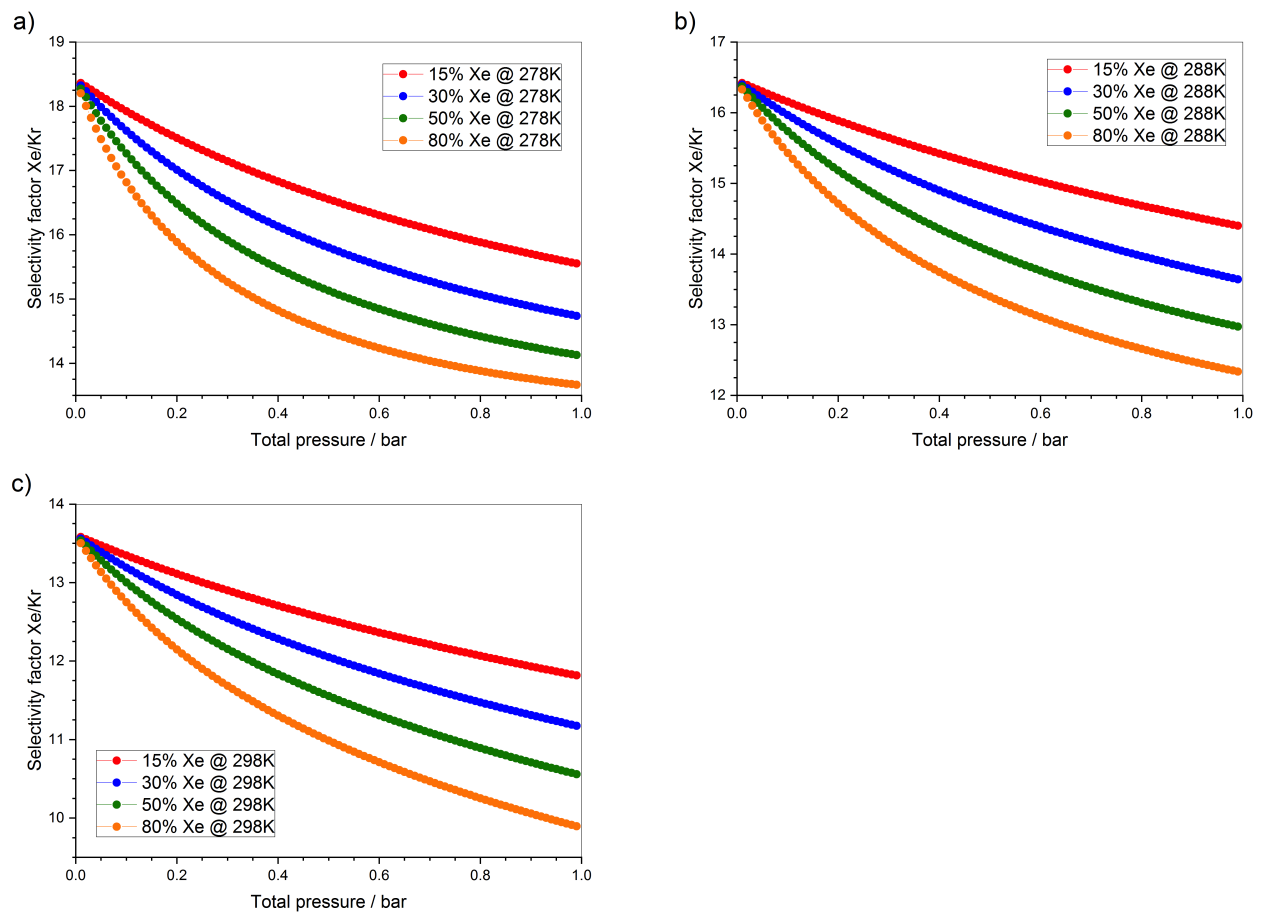 a)
19
18
17
16
15
14
Selectivity factor Xe/Kr
15% Xe @ 278K
30% Xe @ 278K
50% Xe @ 278K
80% Xe @ 278K
0.0 0.2 0.4 0.6 0.8 1.0
Total pressure / bar
b)
17
16
15
14
13
12
Selectivity factor Xe/Kr
15% Xe @ 288K
30% Xe @ 288K
50% Xe @ 288K
80% Xe @ 288K
0.0 0.2 0.4 0.6 0.8 1.0
Total pressure / bar
c)
14
13
12
11
10
Selectivity factor Xe/Kr
15% Xe @ 298K
30% Xe @ 298K
50% Xe @ 298K
80% Xe @ 298K
0.0 0.2 0.4 0.6 0.8 1.0
Total pressure / bar